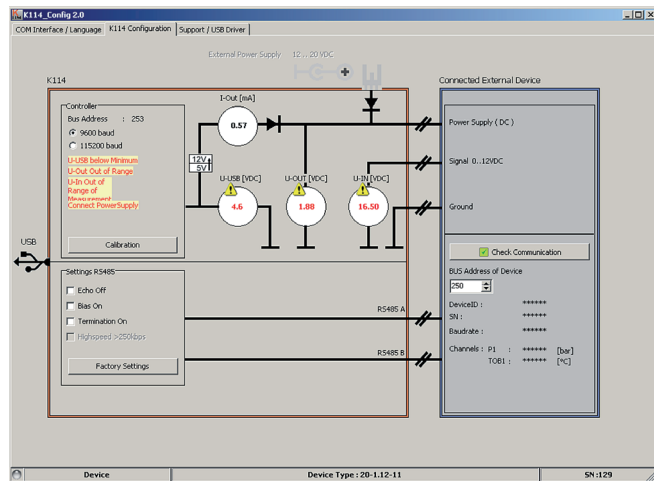 K114_Config 2.0
COM Interface / Language
K114 Configuration
Support / USB Driver
External Power Supply 12 ... 20 VDC
K114
Connected External Device
Controller
Bus Address : 253
9600 baud
115200 baud
U-USB below Minimum
U-Out Out of Range
U-In Out of
Range of
Measurement
Connect PowerSupply
Calibration
I-Out [mA]
0.57
12V
5V
U-USB [VDC]
U-OUT [VDC]
U-IN [VDC]
4.6
1.88
16.50
Power Supply ( DC )
Signal 0..12VDC
Ground
USB
Settings RS485
Echo Off
Bias On
Termination On
Highspeed >250kbps
Factory Settings
RS485 A
RS485 B
Check Communication
BUS Address of Device
250
DeviceID : ******
SN : ******
Baudrate : ******
Channels : P1 : ****** [bar]
TOB1 : ****** [°C]
Device
Device Type : 20-1.12-11
SN :129